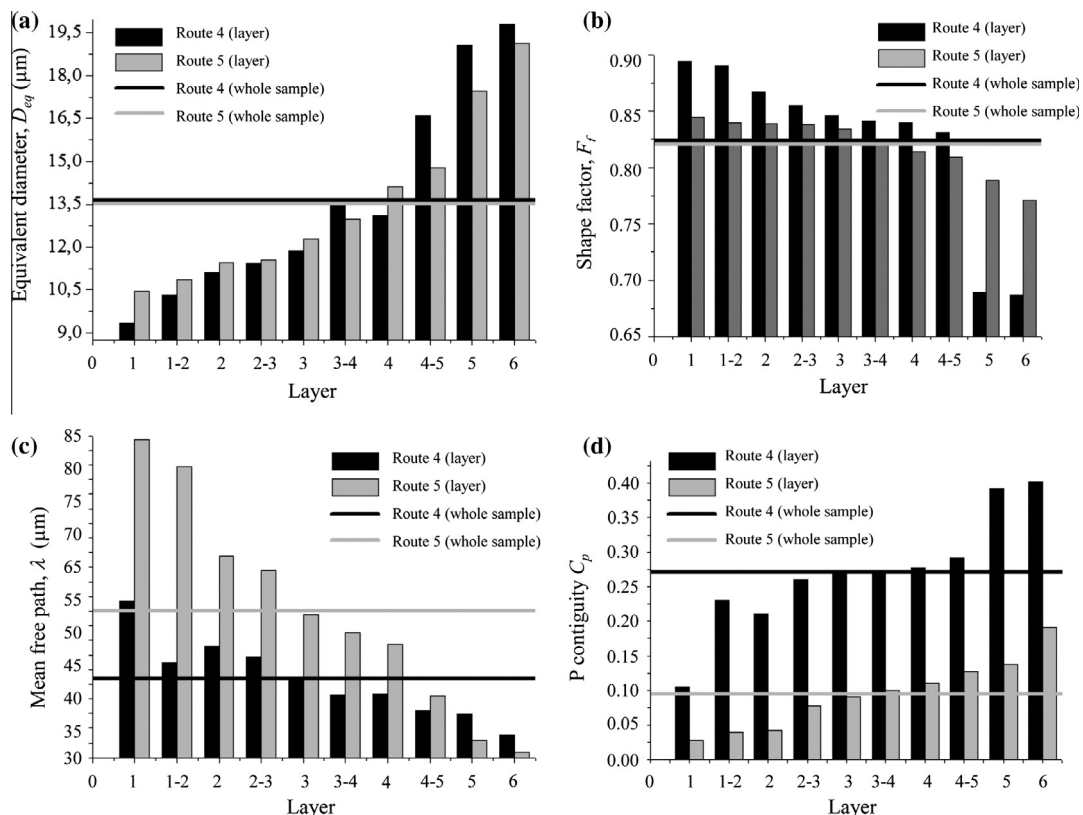 (a)
Equivalent diameter, D_eq (μm)
19,5
18,0
16,5
15,0
13,5
12,0
10,5
9,0
Route 4 (layer)
Route 5 (layer)
Route 4 (whole sample)
Route 5 (whole sample)
0 1 1-2 2 2-3 3 3-4 4 4-5 5 6
Layer
(b)
Shape factor, F_f
0.90
0.85
0.80
0.75
0.70
0.65
Route 4 (layer)
Route 5 (layer)
Route 4 (whole sample)
Route 5 (whole sample)
0 1 1-2 2 2-3 3 3-4 4 4-5 5 6
Layer
(c)
Mean free path, λ (μm)
85
80
75
70
65
55
50
45
40
35
30
Route 4 (layer)
Route 5 (layer)
Route 4 (whole sample)
Route 5 (whole sample)
0 1 1-2 2 2-3 3 3-4 4 4-5 5 6
Layer
(d)
P contiguity C_p
0.40
0.35
0.30
0.25
0.20
0.15
0.10
0.05
0.00
Route 4 (layer)
Route 5 (layer)
Route 4 (whole sample)
Route 5 (whole sample)
0 1 1-2 2 2-3 3 3-4 4 4-5 5 6
Layer